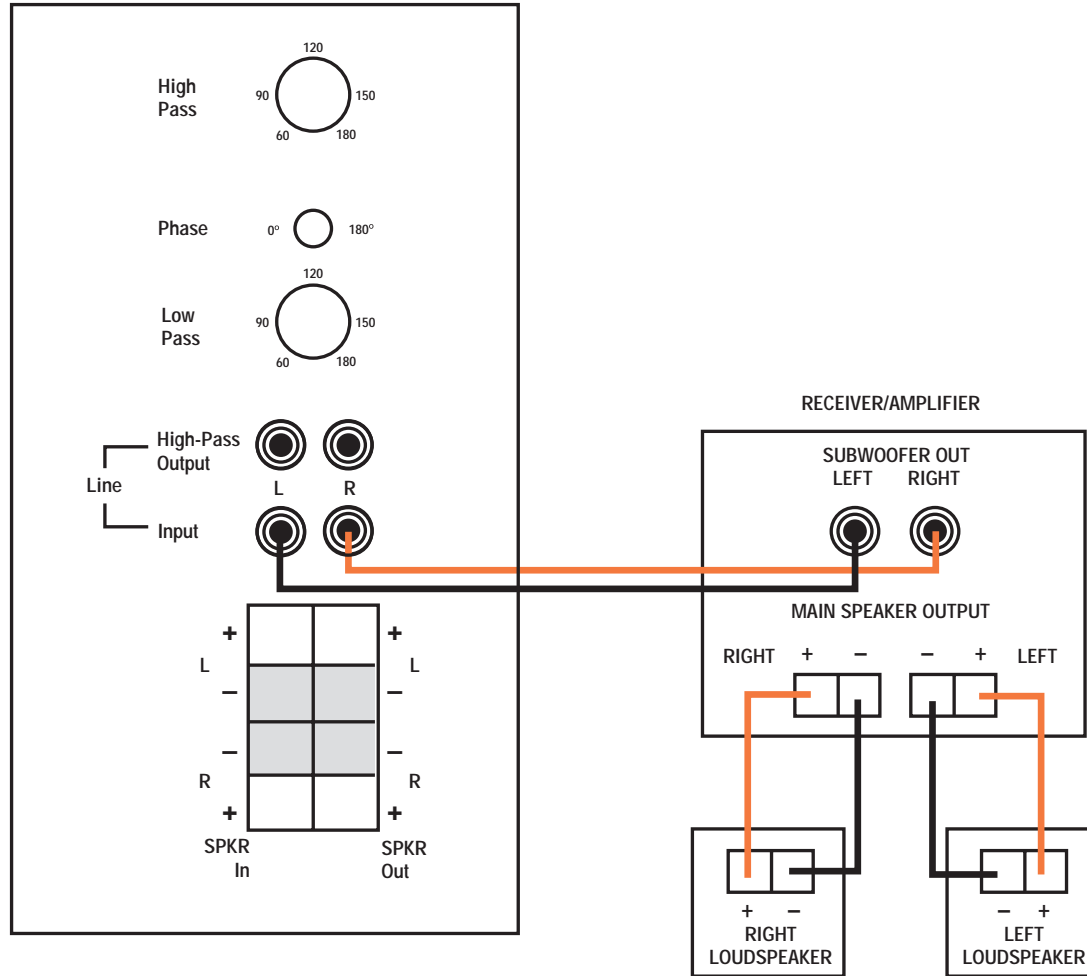 120
High
Pass
90
150
60
180
Phase
0º
180º
120
Low
Pass
90
150
60
180
High-Pass
Output
Line
L
R
Input
+
+
L
L
–
–
–
–
R
R
+
+
SPKR
In
SPKR
Out
RECEIVER/AMPLIFIER
SUBWOOFER OUT
LEFT RIGHT
MAIN SPEAKER OUTPUT
RIGHT + – – + LEFT
+ –
RIGHT
LOUDSPEAKER
– +
LEFT
LOUDSPEAKER